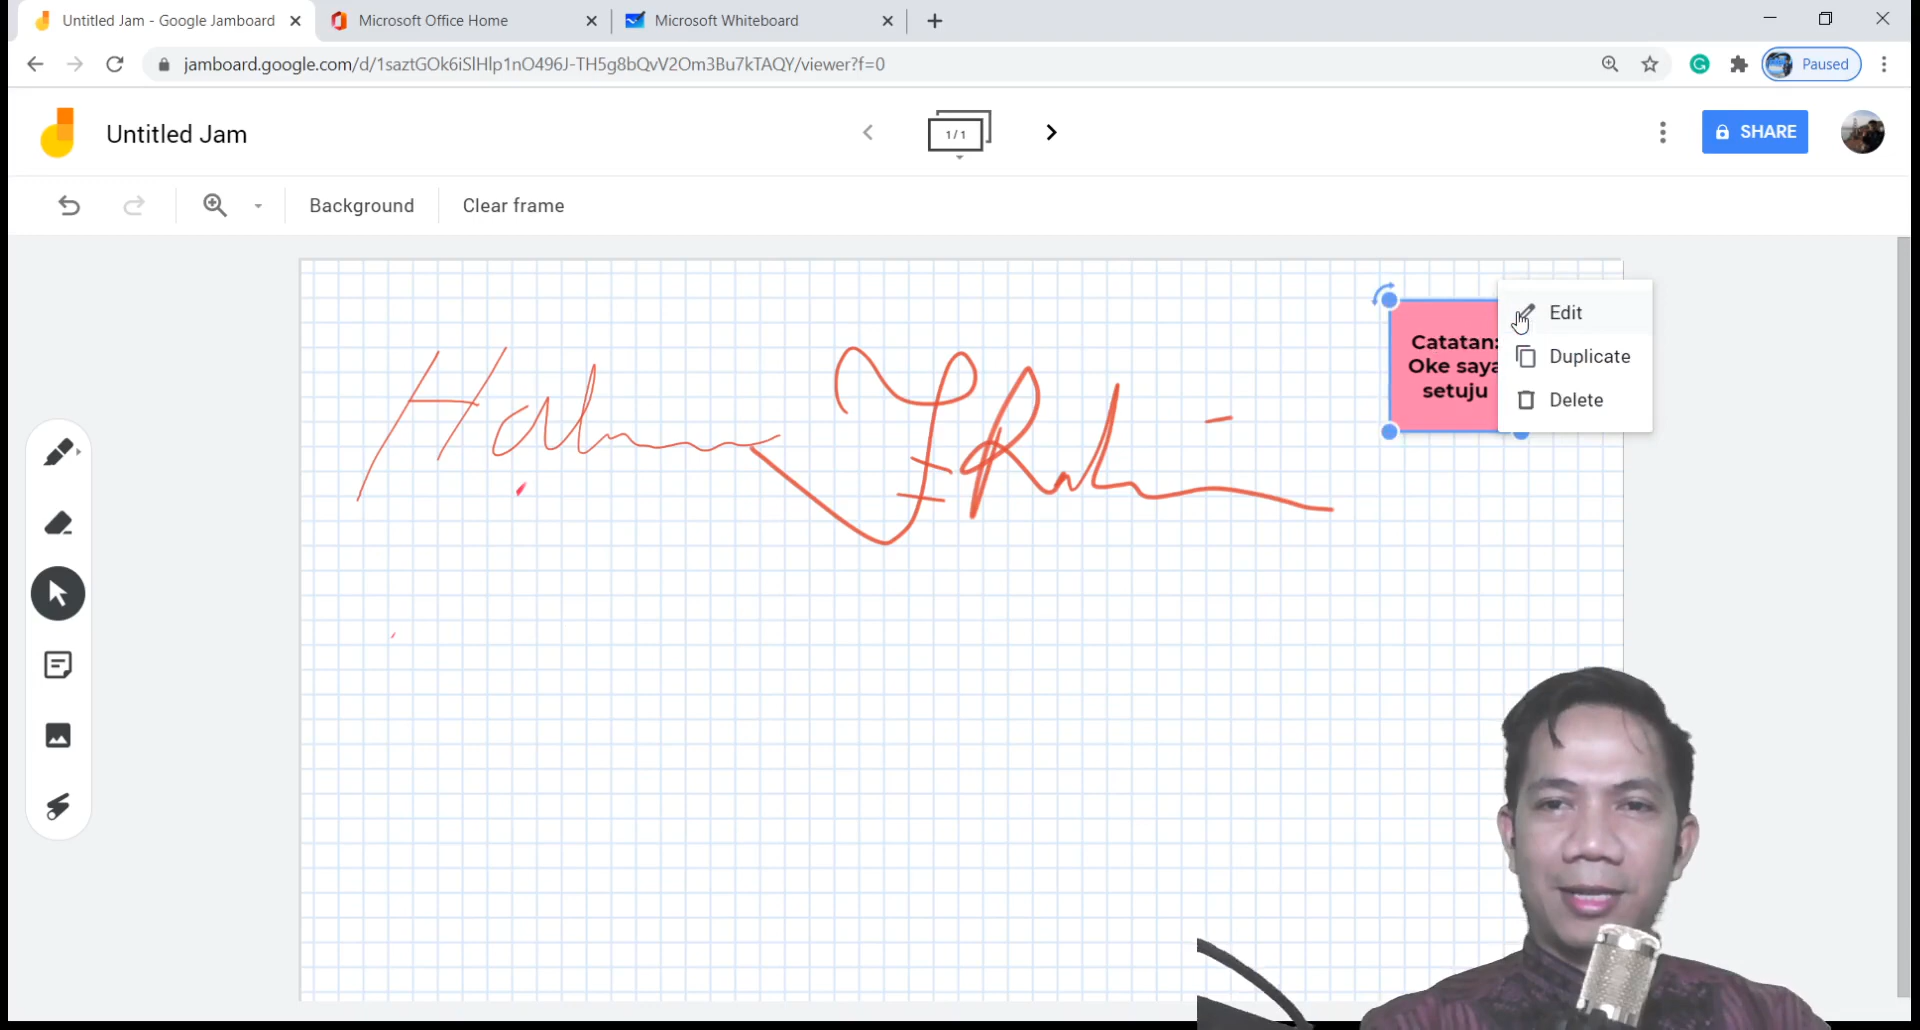 Untitled Jam - Google Jamboard
Microsoft Office Home
Microsoft Whiteboard
jamboard.google.com/d/1saztGOk6iSlHlp1nO496J-TH5g8bQvV2Om3Bu7kTAQY/viewer?f=0
Paused
Untitled Jam
1/1
SHARE
Background
Clear frame
Catatan:
Oke saya
setuju
Edit
Duplicate
Delete